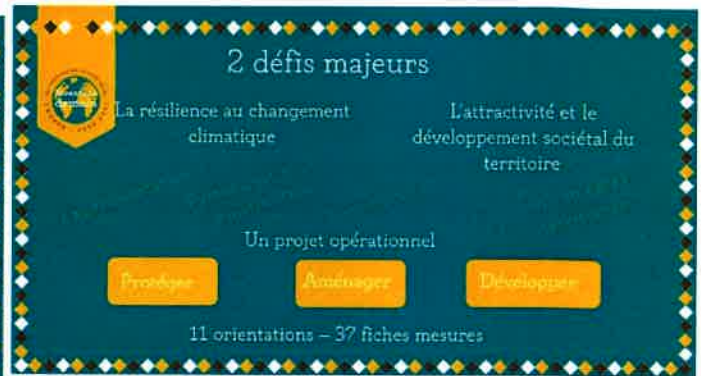 2 défis majeurs
La résilience au changement
climatique
L'attractivité et le
développement sociétal du
territoire
Un projet opérationnel
Protéger
Aménager
Développer
11 orientations – 37 fiches mesures